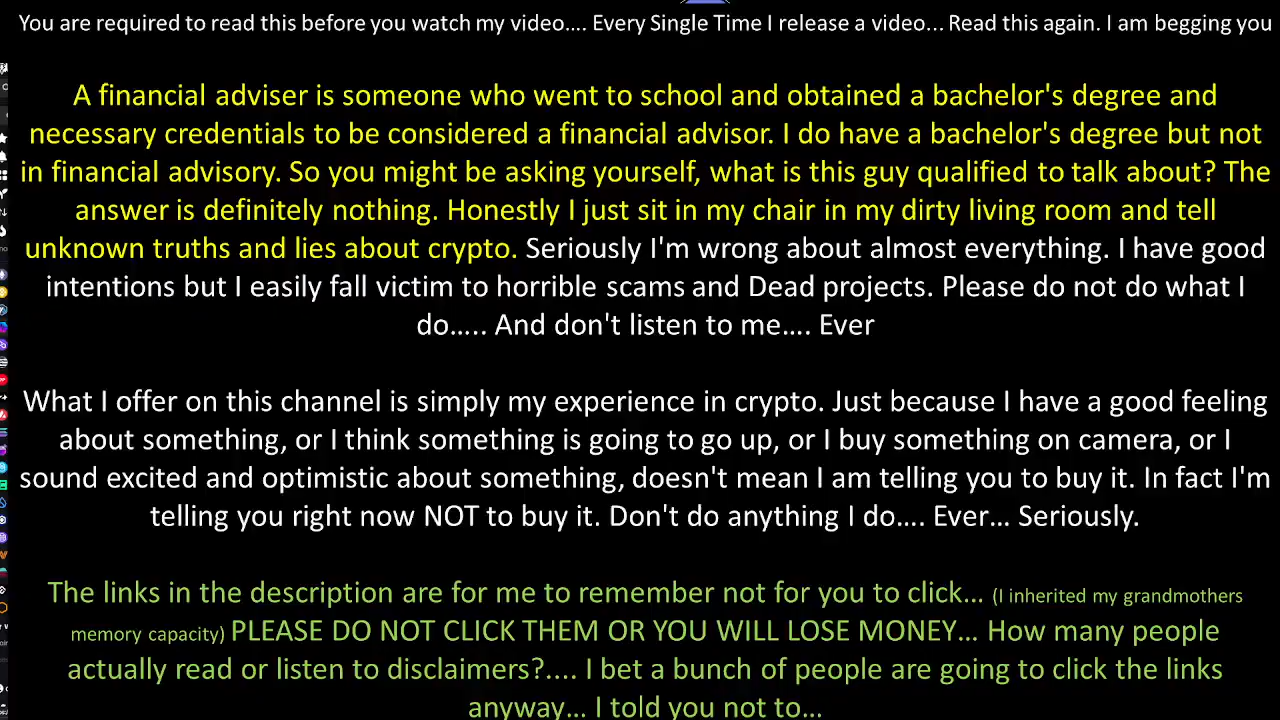 You are required to read this before you watch my video.... Every Single Time I release a video... Read this again. I am begging you
A financial adviser is someone who went to school and obtained a bachelor's degree and
necessary credentials to be considered a financial advisor. I do have a bachelor's degree but not
in financial advisory. So you might be asking yourself, what is this guy qualified to talk about? The
answer is definitely nothing. Honestly I just sit in my chair in my dirty living room and tell
unknown truths and lies about crypto. Seriously I'm wrong about almost everything. I have good
intentions but I easily fall victim to horrible scams and Dead projects. Please do not do what I
do..... And don't listen to me.... Ever
What I offer on this channel is simply my experience in crypto. Just because I have a good feeling
about something, or I think something is going to go up, or I buy something on camera, or I
sound excited and optimistic about something, doesn't mean I am telling you to buy it. In fact I'm
telling you right now NOT to buy it. Don't do anything I do.... Ever... Seriously.
The links in the description are for me to remember not for you to click... (I inherited my grandmothers
memory capacity) PLEASE DO NOT CLICK THEM OR YOU WILL LOSE MONEY... How many people
actually read or listen to disclaimers?.... I bet a bunch of people are going to click the links
anyway... I told you not to...